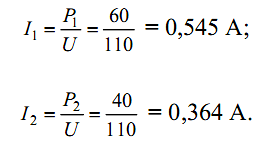 I₁ = P₁/U = 60/110 = 0,545 А;
I₂ = P₂/U = 40/110 = 0,364 А.